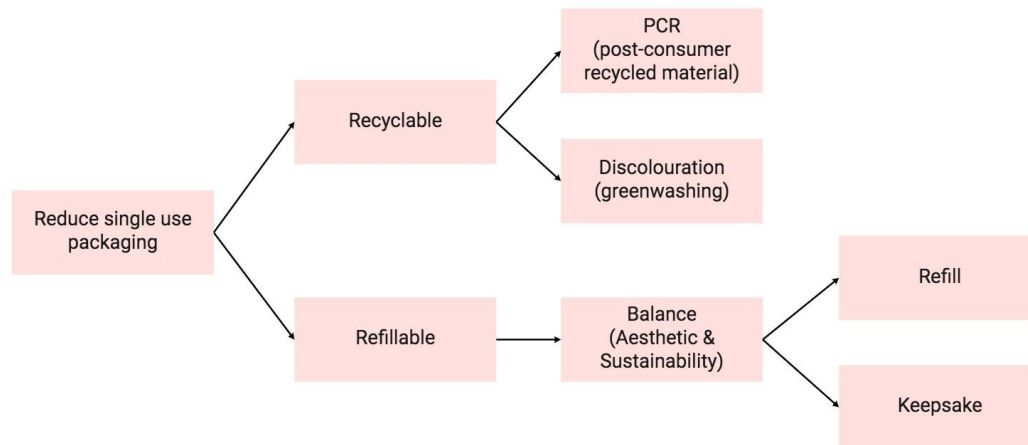 PCR
(post-consumer
recycled material)
Recyclable
Discolouration
(greenwashing)
Reduce single use
packaging
Refill
Balance
(Aesthetic &
Sustainability)
Refillable
Keepsake